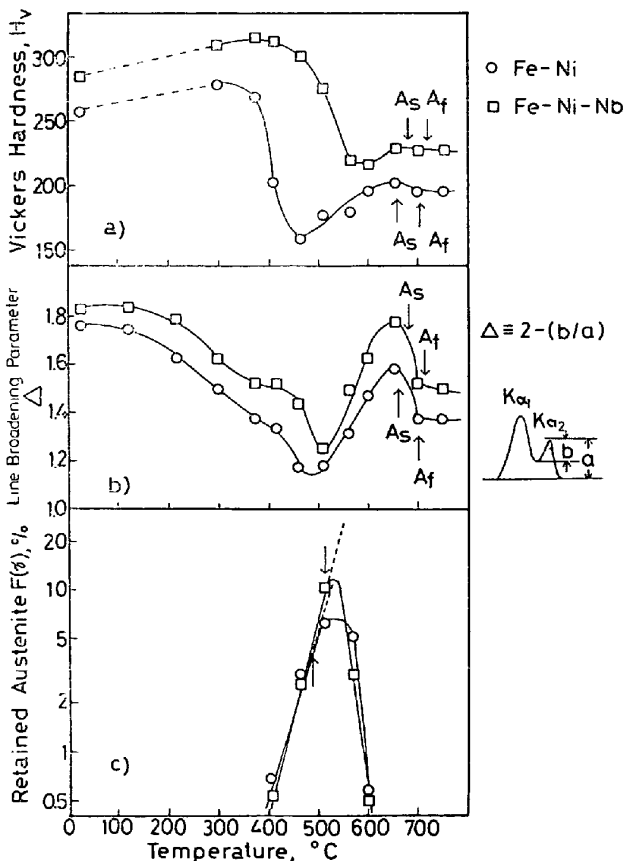 Vickers Hardness, Hv
300
250
200
150
As Af
As Af
a)
○ Fe-Ni
□ Fe-Ni-Nb
Line Broadening Parameter
Δ
1.8
1.6
1.4
1.2
1.0
As
Af
As
Af
b)
Δ ≡ 2-(b/a)
Kα1
Kα2
b
a
Retained Austenite F(γ),%
20
10
5
2
1
0.5
c)
0 100 200 300 400 500 600 700
Temperature, °C